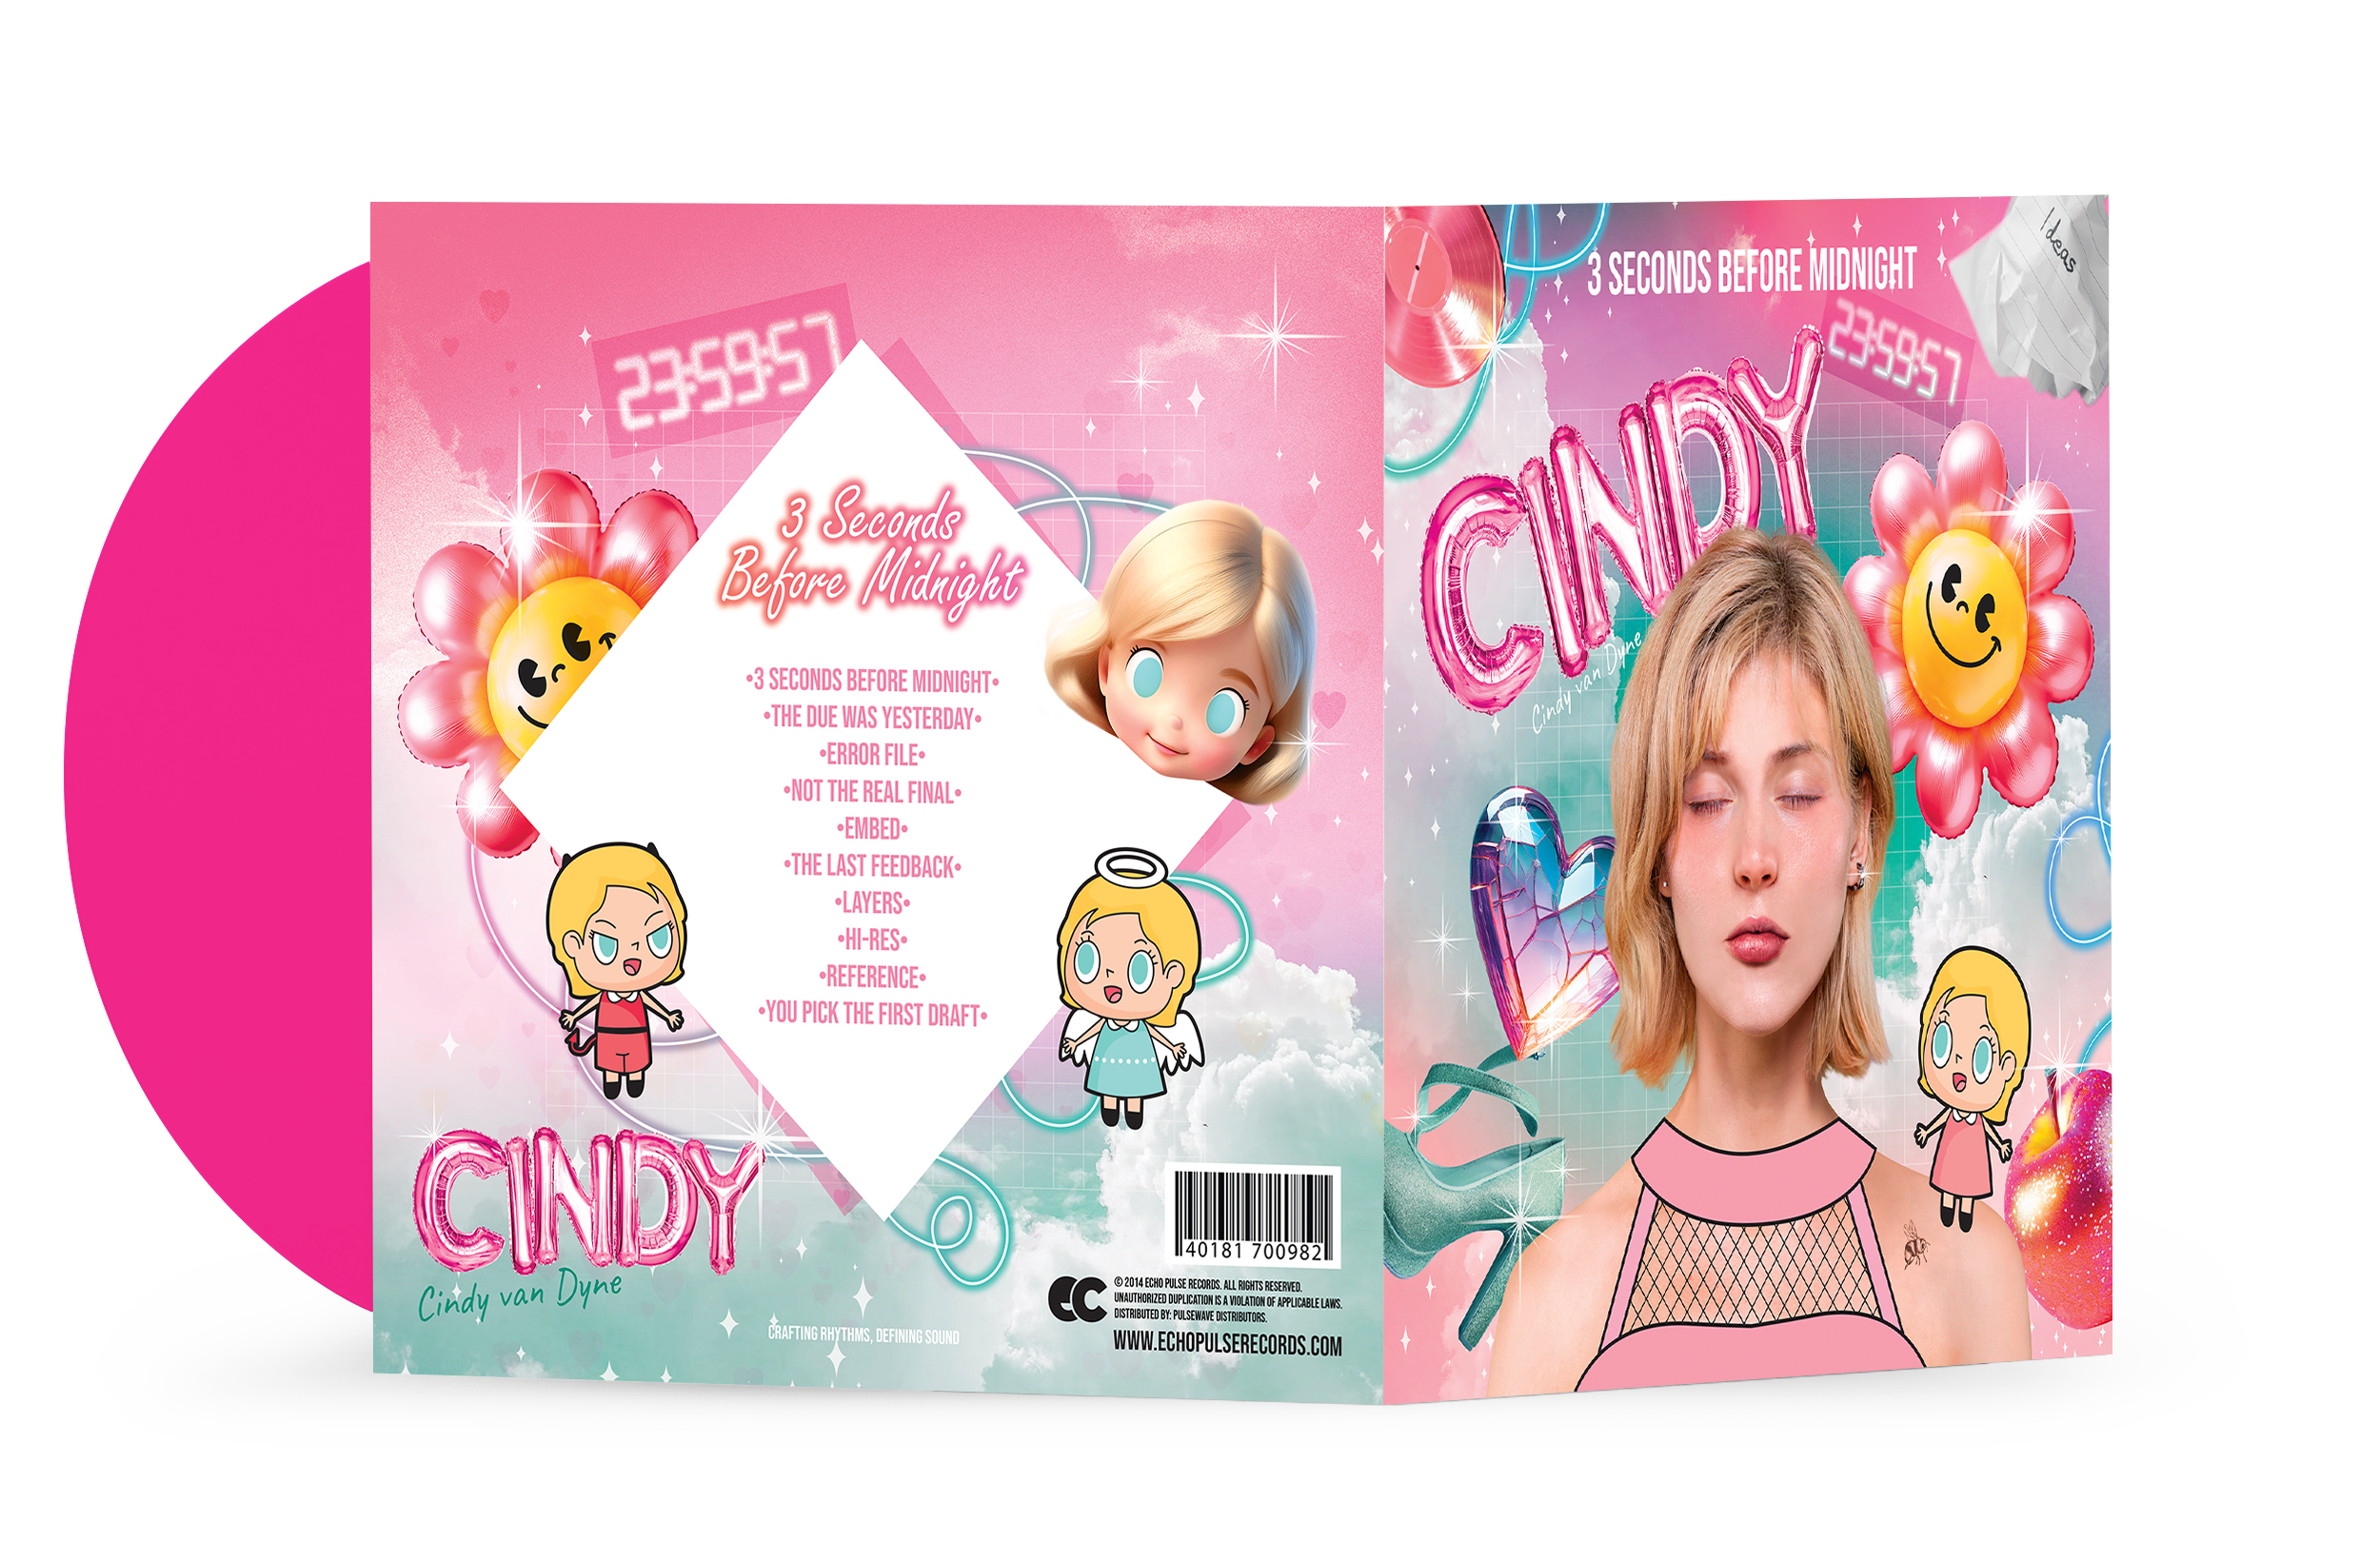 23:59:57
3 Seconds
Before Midnight
•3 SECONDS BEFORE MIDNIGHT•
•THE DUE WAS YESTERDAY•
•ERROR FILE•
•NOT THE REAL FINAL•
•EMBED•
•THE LAST FEEDBACK•
•LAYERS•
•HI-RES•
•REFERENCE•
•YOU PICK THE FIRST DRAFT•
CINDY
Cindy van Dyne
CRAFTING RHYTHMS, DEFINING SOUND
40181 700982
ec
© 2014 ECHO PULSE RECORDS. ALL RIGHTS RESERVED.
UNAUTHORIZED DUPLICATION IS A VIOLATION OF APPLICABLE LAWS.
DISTRIBUTED BY: PULSEWAVE DISTRIBUTORS.
WWW.ECHOPULSERECORDS.COM
3 SECONDS BEFORE MIDNIGHT
Ideas
23:59:57
CINDY
Cindy van Dyne